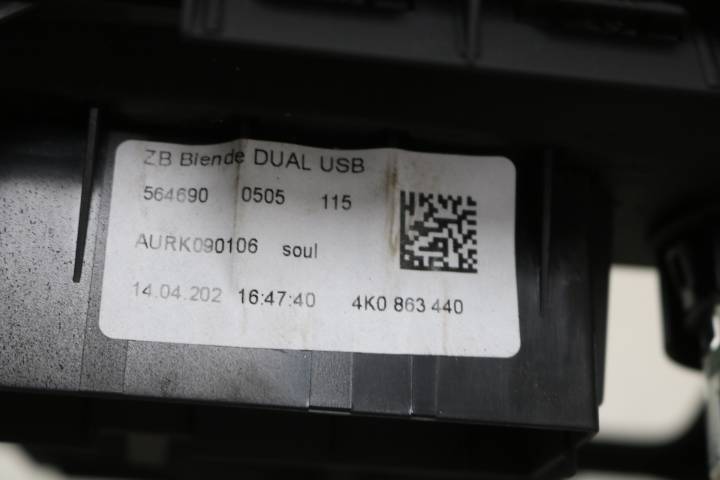 ZB Blende DUAL USB
564690 0505 115
AURK090106 soul
14.04.202 16:47:40 4K0 863 440